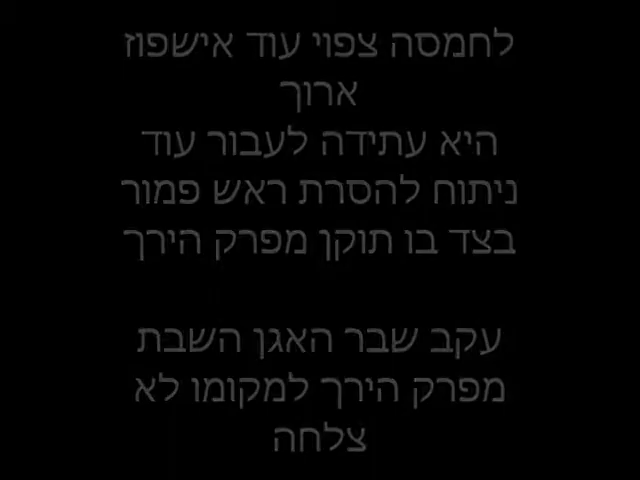 לחמסה צפוי עוד אישפוז
ארוך
היא עתידה לעבור עוד
ניתוח להסרת ראש פמור
בצד בו תוקן מפרק הירך
עקב שבר האגן השבת
מפרק הירך למקומו לא
צלחה